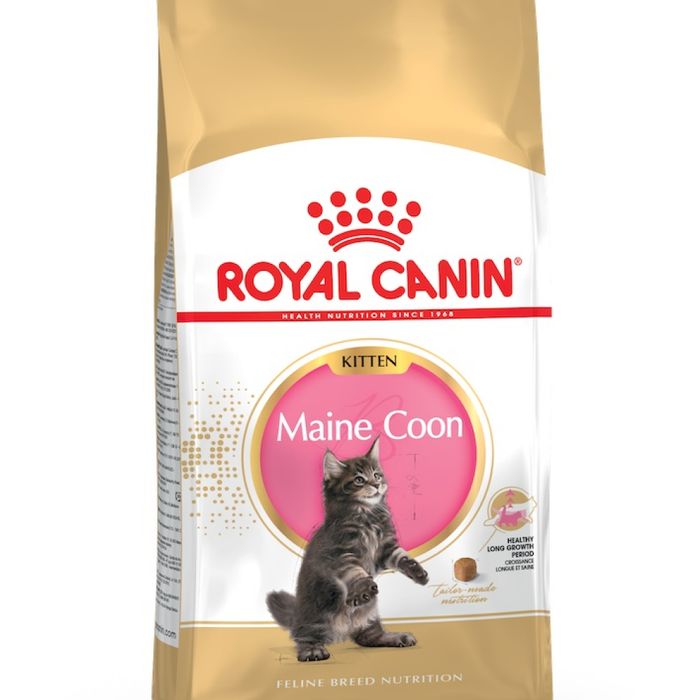 ROYAL CANIN®
HEALTH NUTRITION SINCE 1968
KITTEN
Maine Coon
HEALTHY
LONG GROWTH
PERIOD
CROISSANCE
LONGUE ET SAINE
Tailor-made
nutrition
FELINE BREED NUTRITION